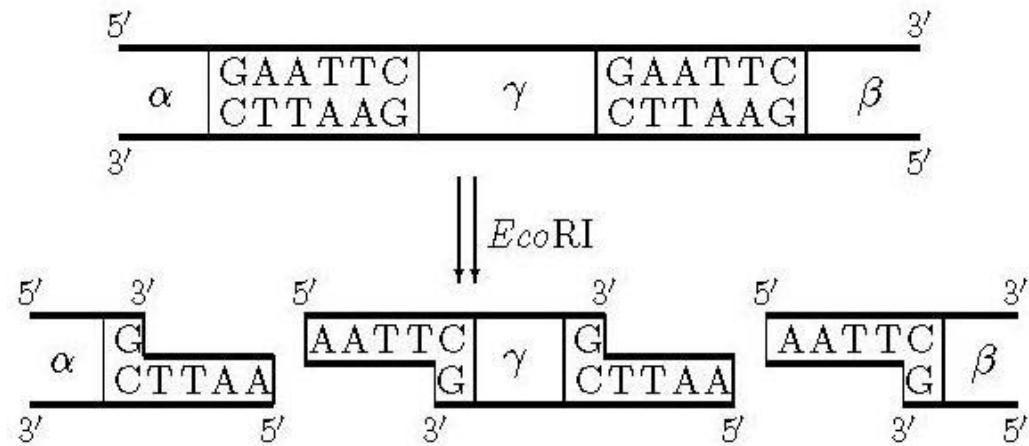 5′ 3′
α GAATTC γ GAATTC β
CTTAAG CTTAAG
3′ 5′
EcoRI
5′ 3′ 5′ 3′ 5′ 3′
α G AATTC γ G AATTC β
CTTAA G CTTAA G
3′ 5′ 3′ 5′ 3′ 5′